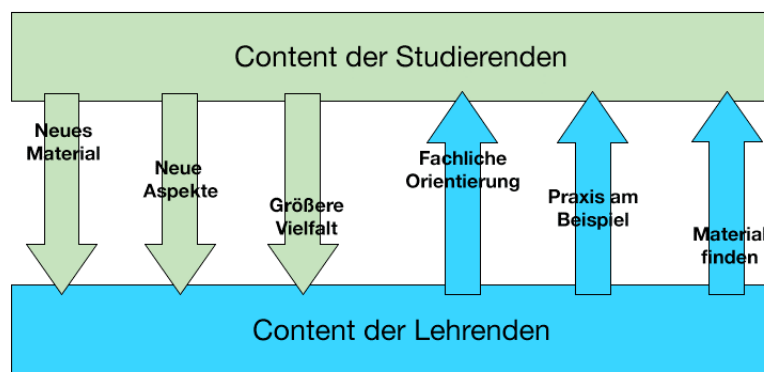 Content der Studierenden
Neues
Material
Neue
Aspekte
Größere
Vielfalt
Fachliche
Orientierung
Praxis am
Beispiel
Material
finden
Content der Lehrenden